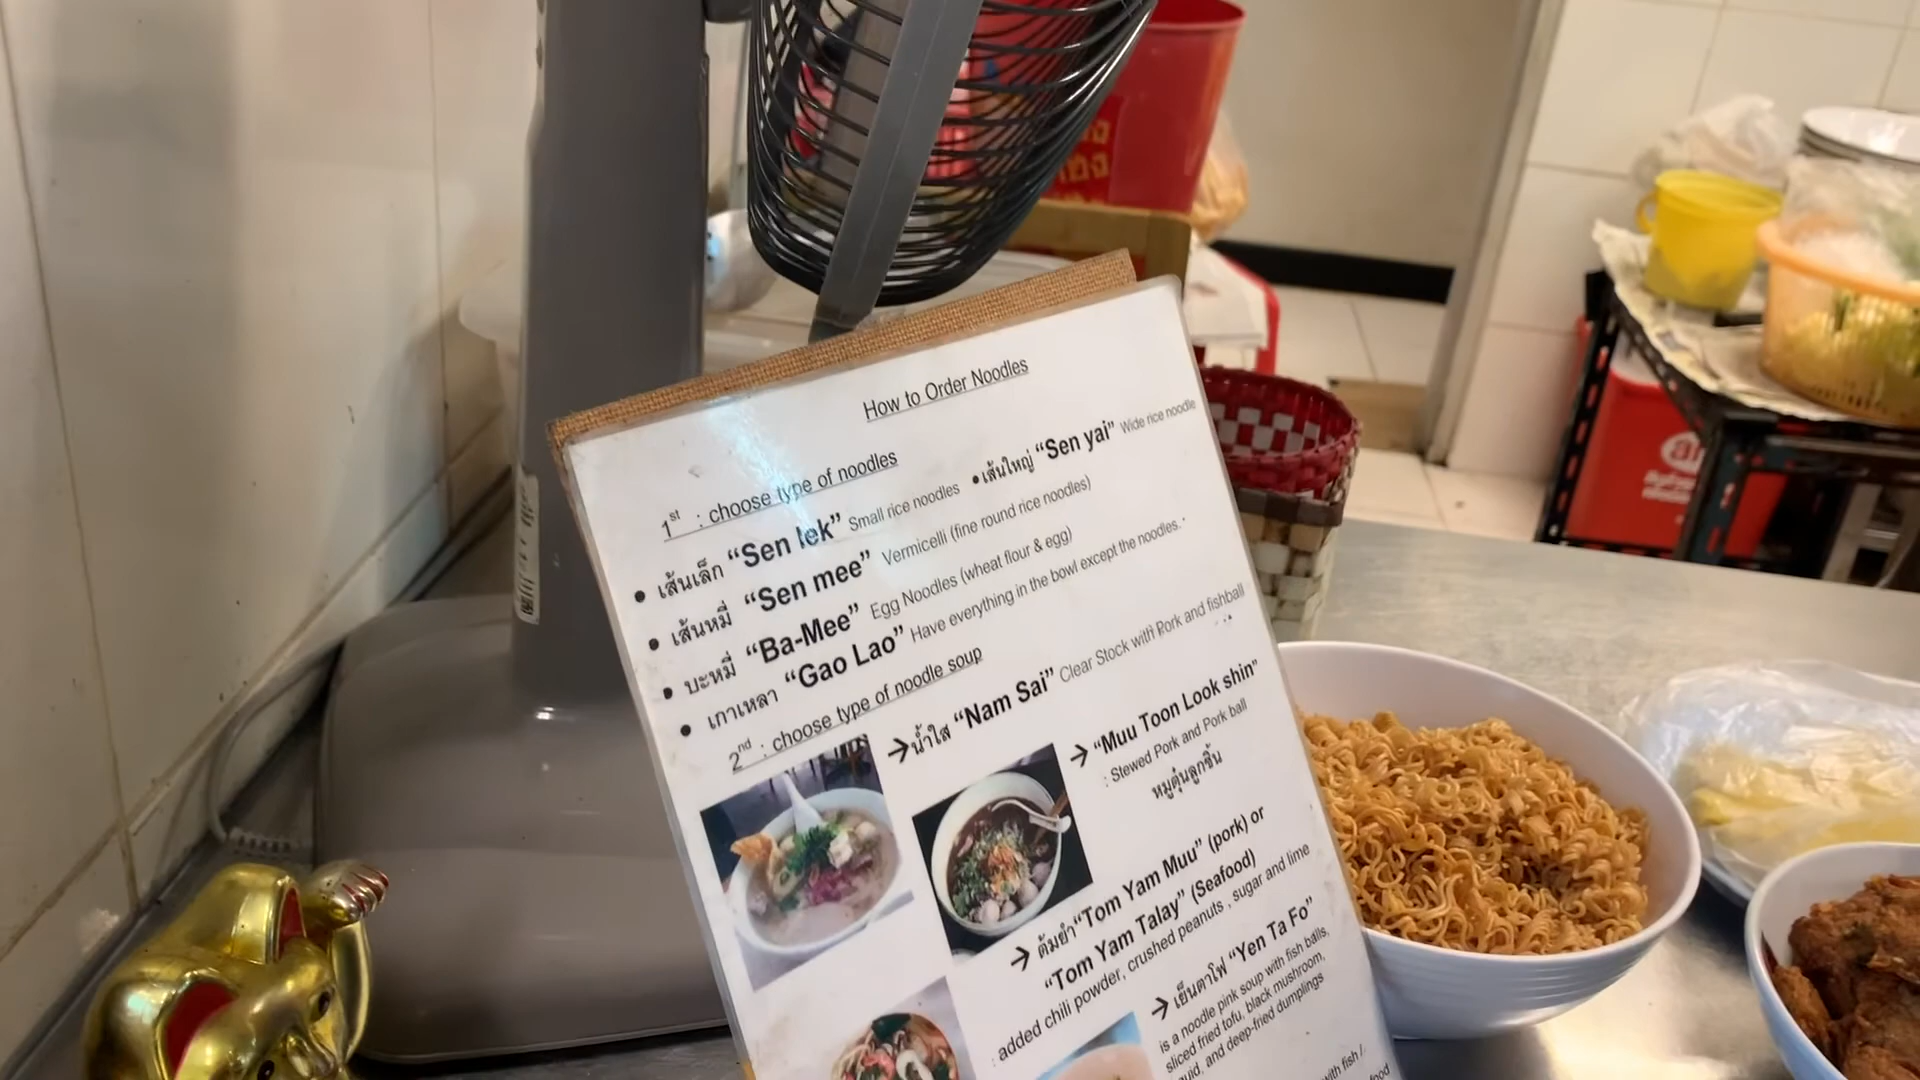 How to Order Noodles
1st : choose type of noodles
• เส้นเล็ก “Sen lek” Small rice noodles • เส้นใหญ่ “Sen yai” Wide rice noodle
• เส้นหมี่ “Sen mee” Vermicelli (fine round rice noodles)
• บะหมี่ “Ba-Mee” Egg Noodles (wheat flour & egg)
• เกาเหลา “Gao Lao” Have everything in the bowl except the noodles.
2nd : choose type of noodle soup
→น้ำใส “Nam Sai” Clear Stock with Pork and fishball
→ “Muu Toon Look shin”
: Stewed Pork and Pork ball
หมูตุ๋นลูกชิ้น
→ ต้มยำ“Tom Yam Muu” (pork) or
“Tom Yam Talay” (Seafood)
: added chili powder, crushed peanuts , sugar and lime
→ เย็นตาโฟ “Yen Ta Fo”
is a noodle pink soup with fish balls,
sliced fried tofu, black mushroom,
and deep-fried dumplings
with fish /